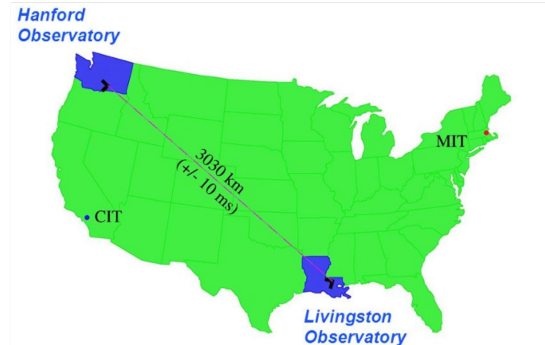 Hanford
Observatory
MIT
3030 km
(+/- 10 ms)
CIT
Livingston
Observatory